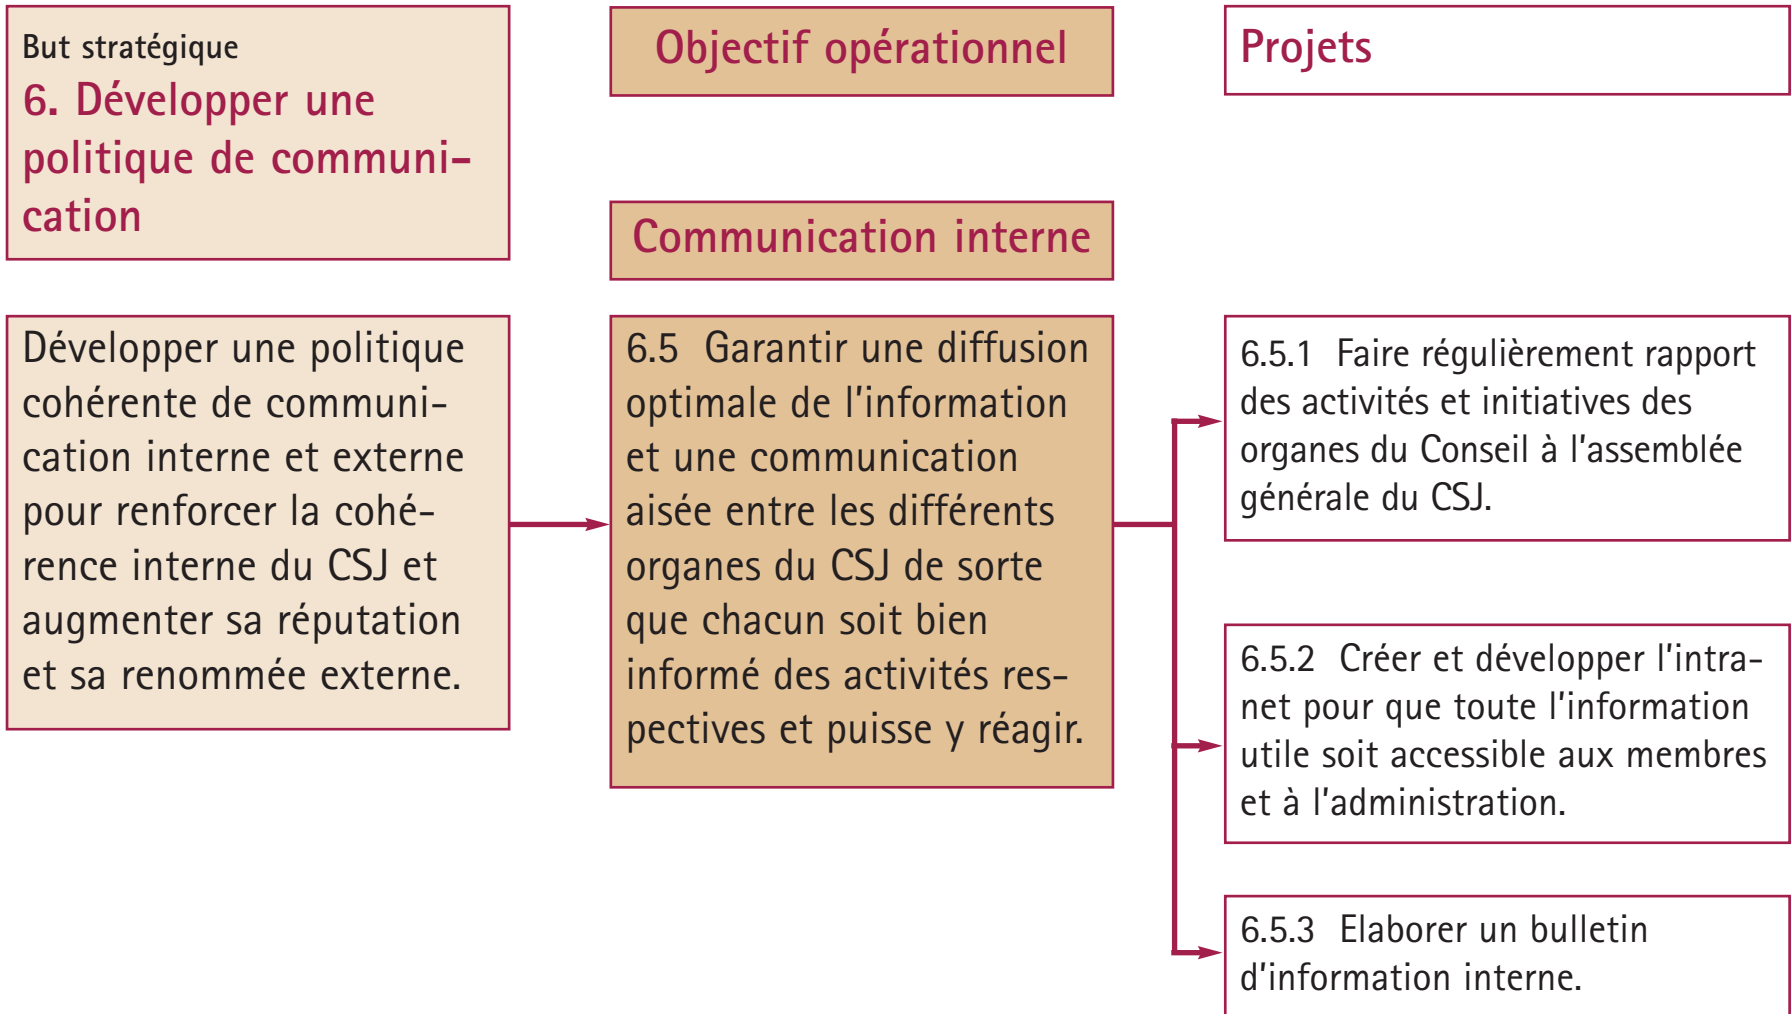 But stratégique
6. Développer une
politique de communi-
cation
Objectif opérationnel
Projets
Communication interne
Développer une politique
cohérente de communi-
cation interne et externe
pour renforcer la cohé-
rence interne du CSJ et
augmenter sa réputation
et sa renommée externe.
6.5 Garantir une diffusion
optimale de l'information
et une communication
aisée entre les différents
organes du CSJ de sorte
que chacun soit bien
informé des activités res-
pectives et puisse y réagir.
6.5.1 Faire régulièrement rapport
des activités et initiatives des
organes du Conseil à l'assemblée
générale du CSJ.
6.5.2 Créer et développer l'intra-
net pour que toute l'information
utile soit accessible aux membres
et à l'administration.
6.5.3 Elaborer un bulletin
d'information interne.